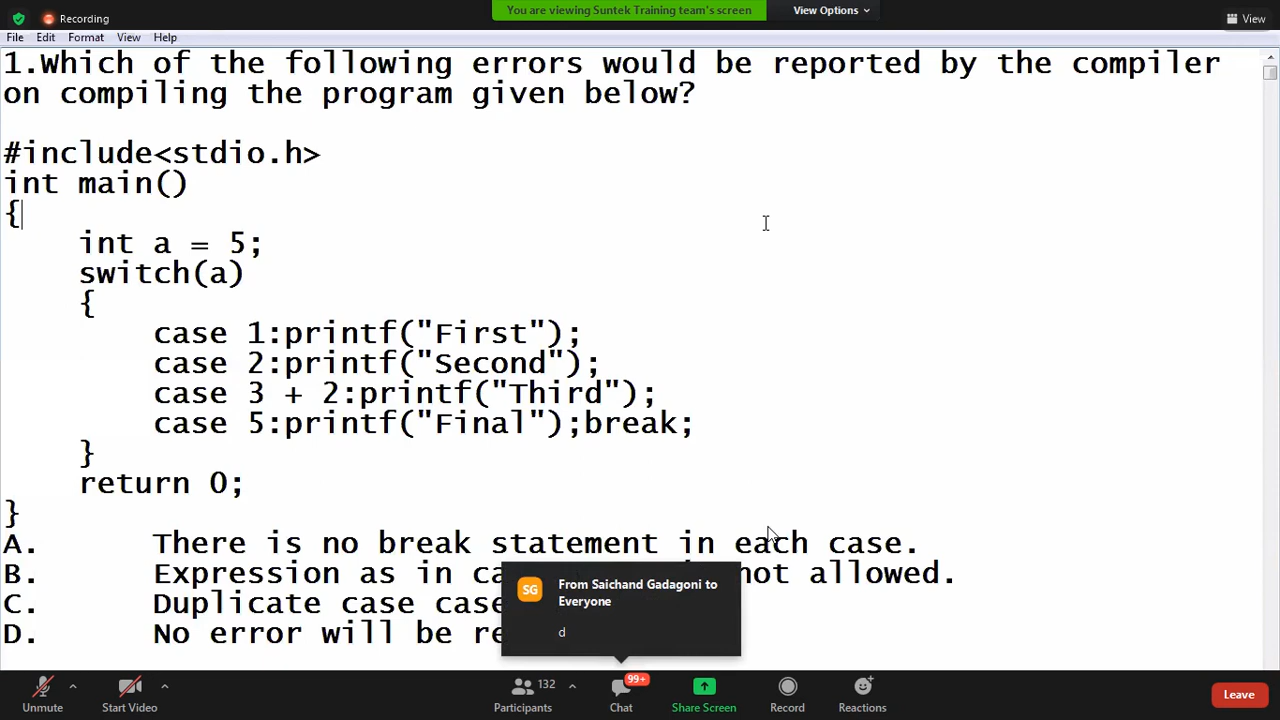 Recording
You are viewing Suntek Training team's screen
View Options
View
File Edit Format View Help
1.Which of the following errors would be reported by the compiler
on compiling the program given below?
#include<stdio.h>
int main()
{
int a = 5;
switch(a)
{
case 1:printf("First");
case 2:printf("Second");
case 3 + 2:printf("Third");
case 5:printf("Final");break;
}
return 0;
}
A. There is no break statement in each case.
B. Expression as in not allowed.
C. Duplicate case
D. No error will be
SG
From Saichand Gadagoni to
Everyone
d
Unmute
Start Video
132
Participants
99+
Chat
Share Screen
Record
Reactions
Leave